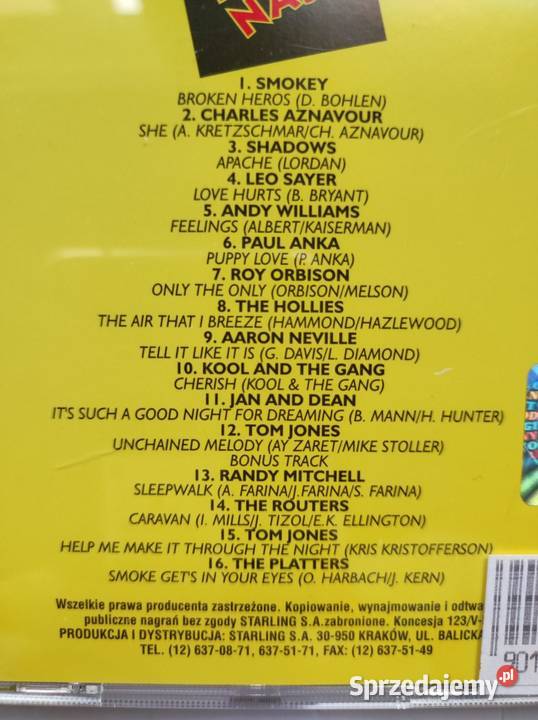 1. SMOKEY
BROKEN HEROS (D. BOHLEN)
2. CHARLES AZNAVOUR
SHE (A. KRETZSCHMAR/CH. AZNAVOUR)
3. SHADOWS
APACHE (LORDAN)
4. LEO SAYER
LOVE HURTS (B. BRYANT)
5. ANDY WILLIAMS
FEELINGS (ALBERT/KAISERMAN)
6. PAUL ANKA
PUPPY LOVE (P. ANKA)
7. ROY ORBISON
ONLY THE ONLY (ORBISON/MELSON)
8. THE HOLLIES
THE AIR THAT I BREEZE (HAMMOND/HAZLEWOOD)
9. AARON NEVILLE
TELL IT LIKE IT IS (G. DAVIS/L. DIAMOND)
10. KOOL AND THE GANG
CHERISH (KOOL & THE GANG)
11. JAN AND DEAN
IT'S SUCH A GOOD NIGHT FOR DREAMING (B. MANN/H. HUNTER)
12. TOM JONES
UNCHAINED MELODY (AY ZARET/MIKE STOLLER)
BONUS TRACK
13. RANDY MITCHELL
SLEEPWALK (A. FARINA/J.FARINA/S. FARINA)
14. THE ROUTERS
CARAVAN (I. MILLS/J. TIZOL/E.K. ELLINGTON)
15. TOM JONES
HELP ME MAKE IT THROUGH THE NIGHT (KRIS KRISTOFFERSON)
16. THE PLATTERS
SMOKE GET'S IN YOUR EYES (O. HARBACH/J. KERN)
Wszelkie prawa producenta zastrzeżone. Kopiowanie, wynajmowanie i odtwa
publiczne nagrań bez zgody STARLING S.A.zabronione. Koncesja 123/V-
PRODUKCJA I DYSTRYBUCJA: STARLING S.A. 30-950 KRAKÓW, UL. BALICKA
TEL. (12) 637-08-71, 637-51-71, FAX: (12) 637-51-49
901
Sprzedajemy.pl